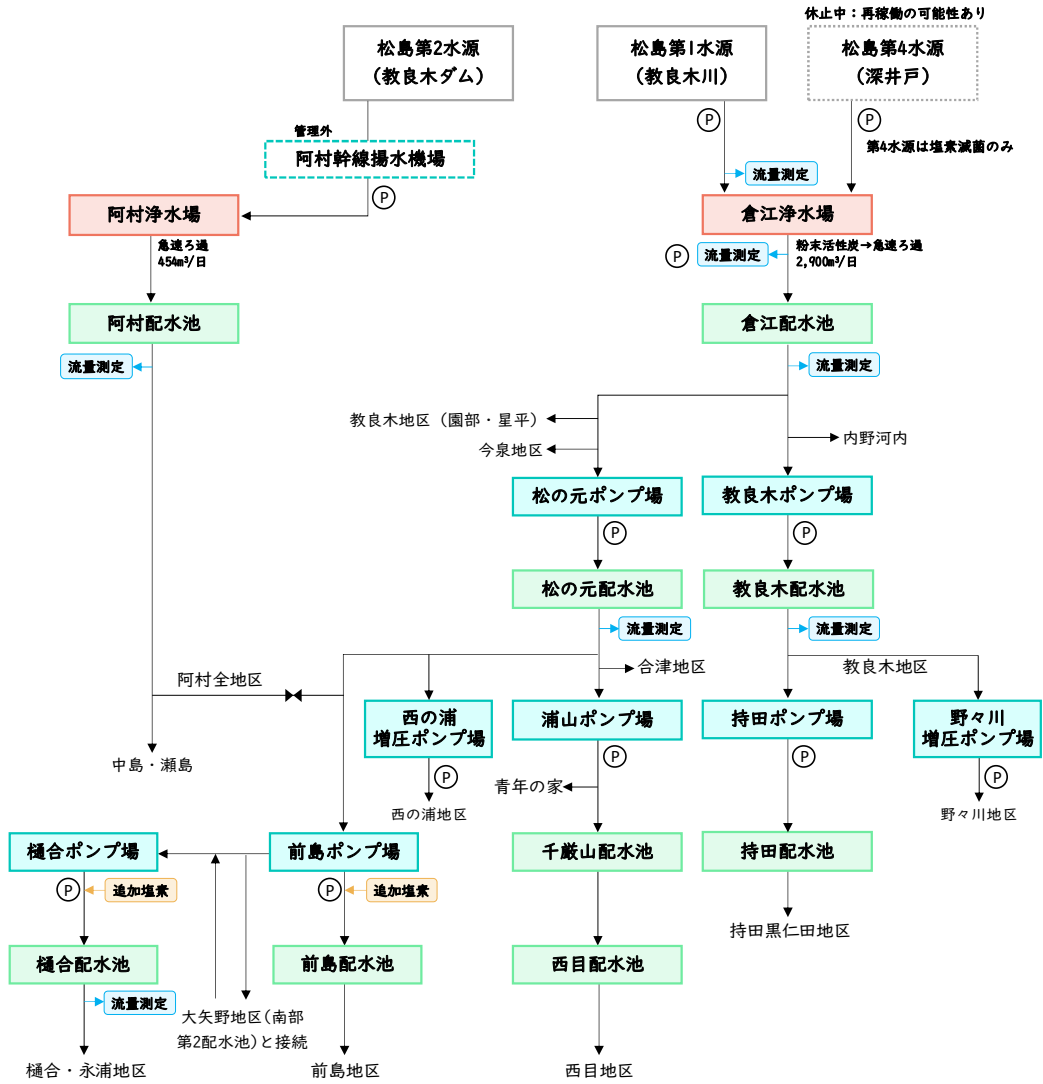 休止中：再稼働の可能性あり
松島第2水源
（教良木ダム）
松島第1水源
（教良木川）
松島第4水源
（深井戸）
管理外
阿村幹線揚水機場
P
P
第4水源は塩素滅菌のみ
流量測定
P
阿村浄水場
倉江浄水場
急速ろ過
454m³/日
P
流量測定
粉末活性炭→急速ろ過
2,900m³/日
阿村配水池
倉江配水池
流量測定
流量測定
教良木地区（園部・星平）
今泉地区
内野河内
松の元ポンプ場
教良木ポンプ場
P
P
松の元配水池
教良木配水池
流量測定
流量測定
阿村全地区
合津地区
教良木地区
西の浦
増圧ポンプ場
浦山ポンプ場
持田ポンプ場
野々川
増圧ポンプ場
中島・瀬島
P
P
P
P
青年の家
西の浦地区
野々川地区
樋合ポンプ場
前島ポンプ場
千厳山配水池
持田配水池
P
追加塩素
P
追加塩素
持田黒仁田地区
樋合配水池
前島配水池
西目配水池
流量測定
大矢野地区(南部
第2配水池)と接続
樋合・永浦地区
前島地区
西目地区